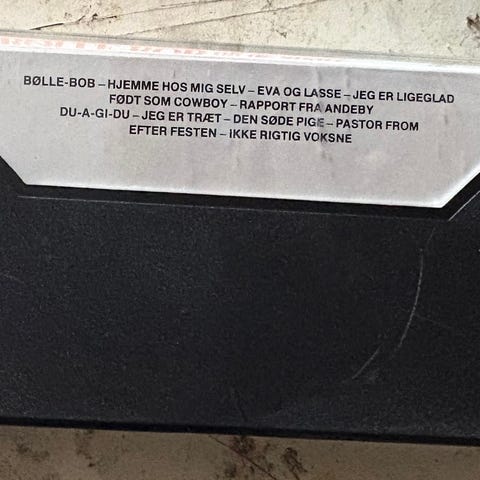 BØLLE-BOB – HJEMME HOS MIG SELV – EVA OG LASSE – JEG ER LIGEGLAD
FØDT SOM COWBOY – RAPPORT FRA ANDEBY
DU-A-GI-DU – JEG ER TRÆT – DEN SØDE PIGE – PASTOR FROM
EFTER FESTEN – IKKE RIGTIG VOKSNE